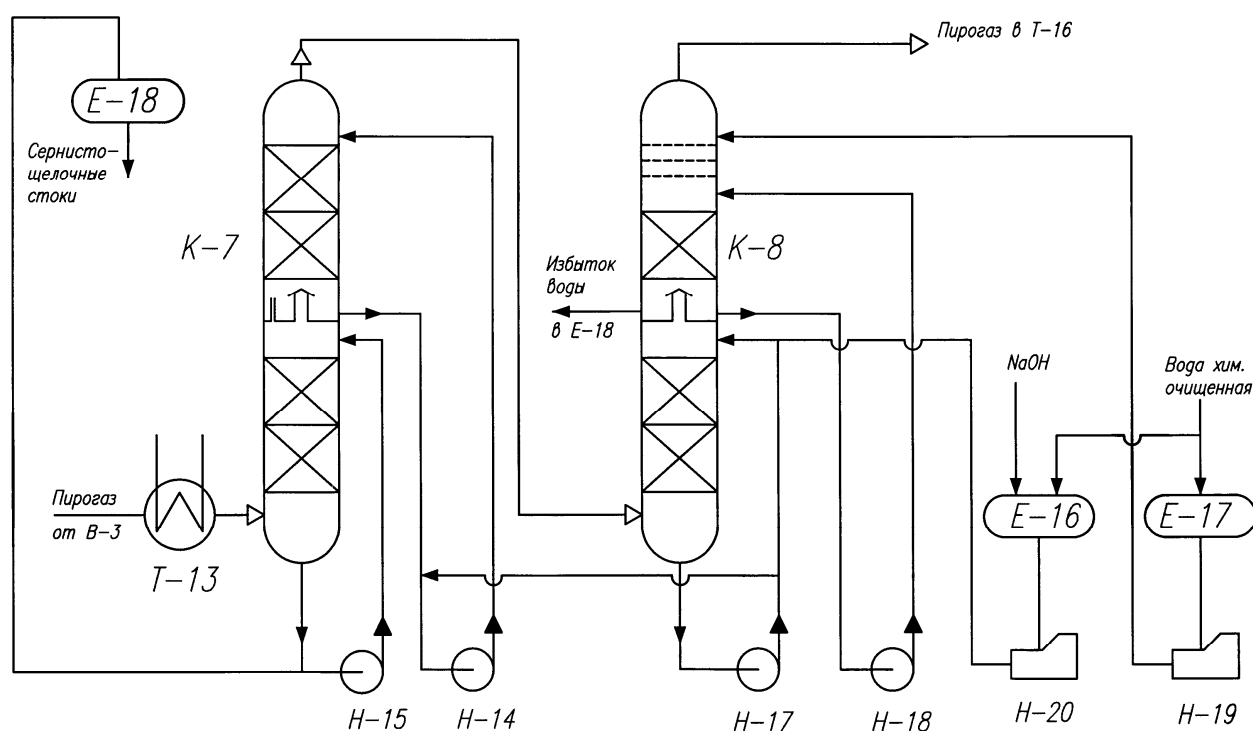 Пирогаз в Т-16
Е-18
Сернисто-
щелочные
стоки
К-7
К-8
Избыток
воды
в Е-18
NaOH
Вода хим.
очищенная
Пирогаз
от В-3
Т-13
Е-16
Е-17
Н-15
Н-14
Н-17
Н-18
Н-20
Н-19